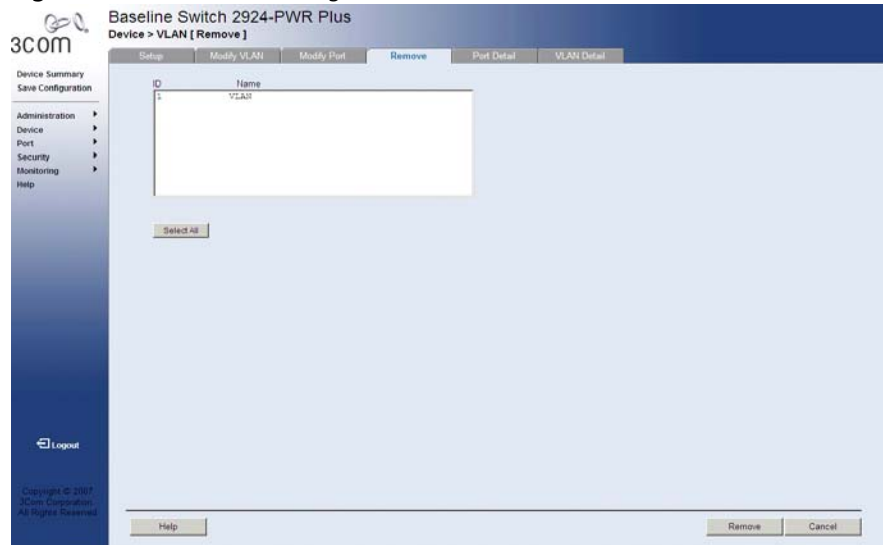 Baseline Switch 2924-PWR Plus
3COM
Device > VLAN [ Remove ]
Setup Modify VLAN Modify Port Remove Port Detail VLAN Detail
Device Summary
Save Configuration
Administration
Device
Port
Security
Monitoring
Help
ID Name
1 VLAN
Select All
Logout
Copyright © 2007
3Com Corporation.
All Rights Reserved.
Help Remove Cancel